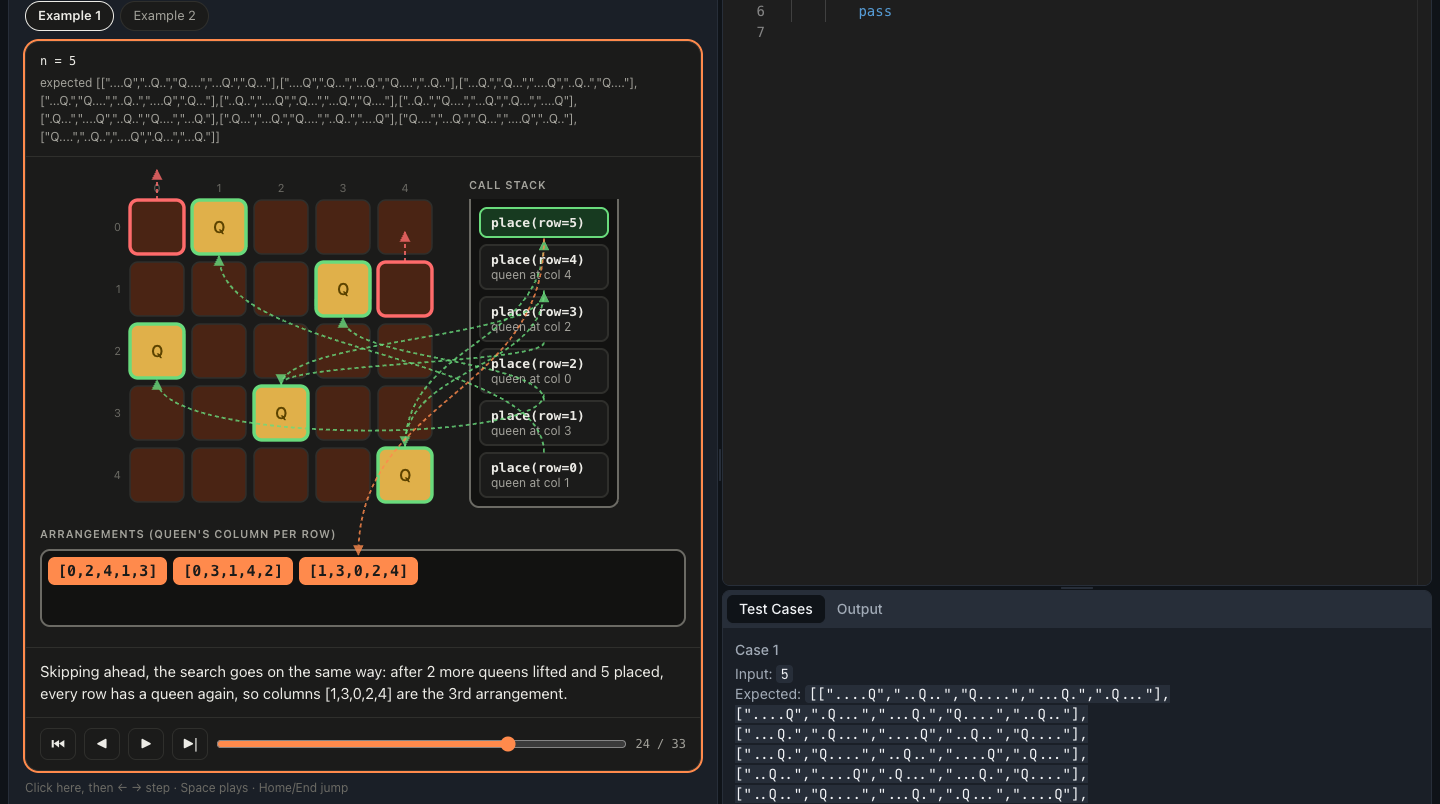 Example 1
Example 2
n = 5
expected [["....Q","..Q..","Q....","...Q.",".Q..."],["....Q",".Q...","...Q.","Q....","..Q.."],["...Q.",".Q...","....Q","..Q..","Q...."],
["...Q.","Q....","..Q..","....Q",".Q..."],["..Q..","....Q",".Q...","...Q.","Q...."],["..Q..","Q....","...Q.",".Q...","....Q"],
[".Q...","....Q","..Q..","Q....","...Q."],[".Q...","...Q.","Q....","..Q..","....Q"],["Q....","...Q.",".Q...","....Q","..Q.."],
["Q....","..Q..","....Q",".Q...","...Q."]]
0 1 2 3 4
0 Q
1 Q
2 Q
3 Q
4 Q
CALL STACK
place(row=5)
place(row=4)
queen at col 4
place(row=3)
queen at col 2
place(row=2)
queen at col 0
place(row=1)
queen at col 3
place(row=0)
queen at col 1
ARRANGEMENTS (QUEEN'S COLUMN PER ROW)
[0,2,4,1,3] [0,3,1,4,2] [1,3,0,2,4]
Skipping ahead, the search goes on the same way: after 2 more queens lifted and 5 placed,
every row has a queen again, so columns [1,3,0,2,4] are the 3rd arrangement.
24 / 33
Click here, then ← → step · Space plays · Home/End jump
6 pass
7
Test Cases
Output
Case 1
Input: 5
Expected: [["....Q","..Q..","Q....","...Q.",".Q..."],
["....Q",".Q...","...Q.","Q....","..Q.."],
["...Q.",".Q...","....Q","..Q..","Q...."],
["...Q.","Q....","..Q..","....Q",".Q..."],
["..Q..","....Q",".Q...","...Q.","Q...."],
["..Q..","Q....","...Q.",".Q...","....Q"],